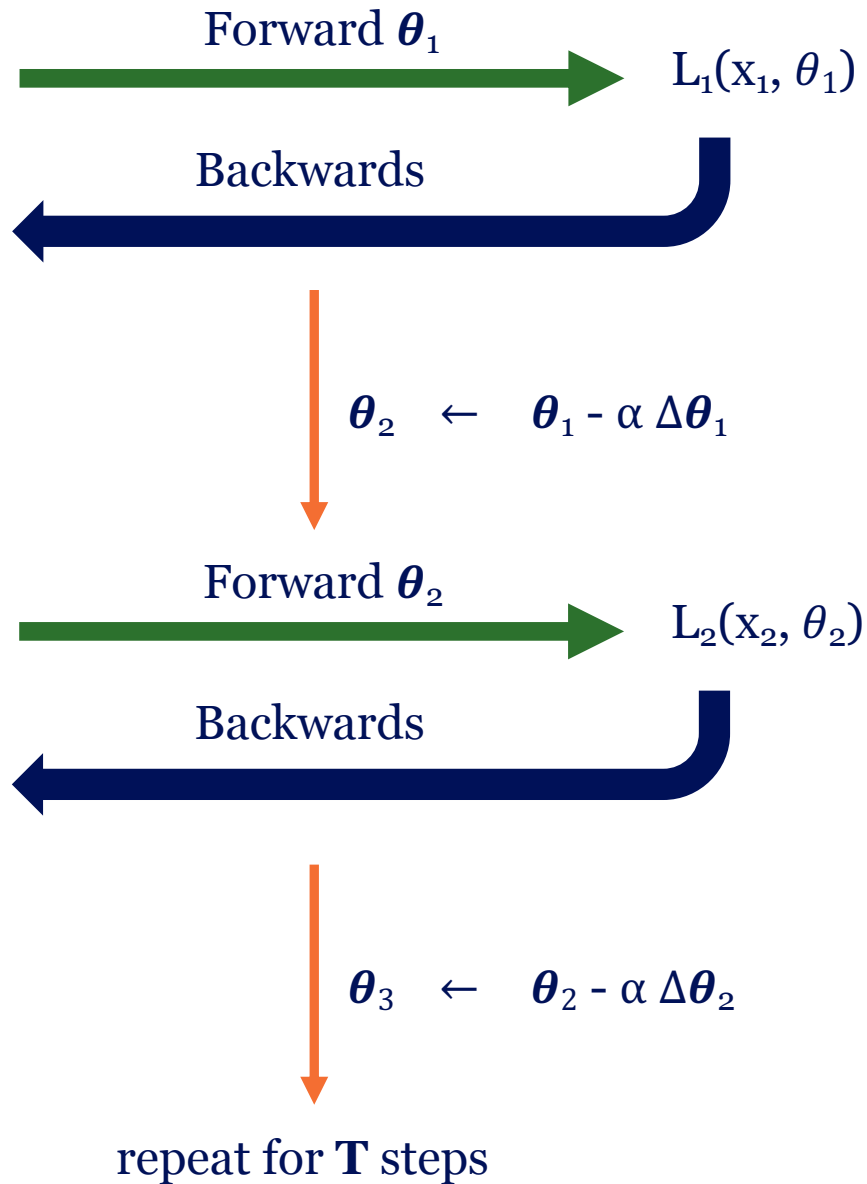 Forward θ₁
L₁(x₁, θ₁)
Backwards
θ₂ ← θ₁ - α Δθ₁
Forward θ₂
L₂(x₂, θ₂)
Backwards
θ₃ ← θ₂ - α Δθ₂
repeat for T steps